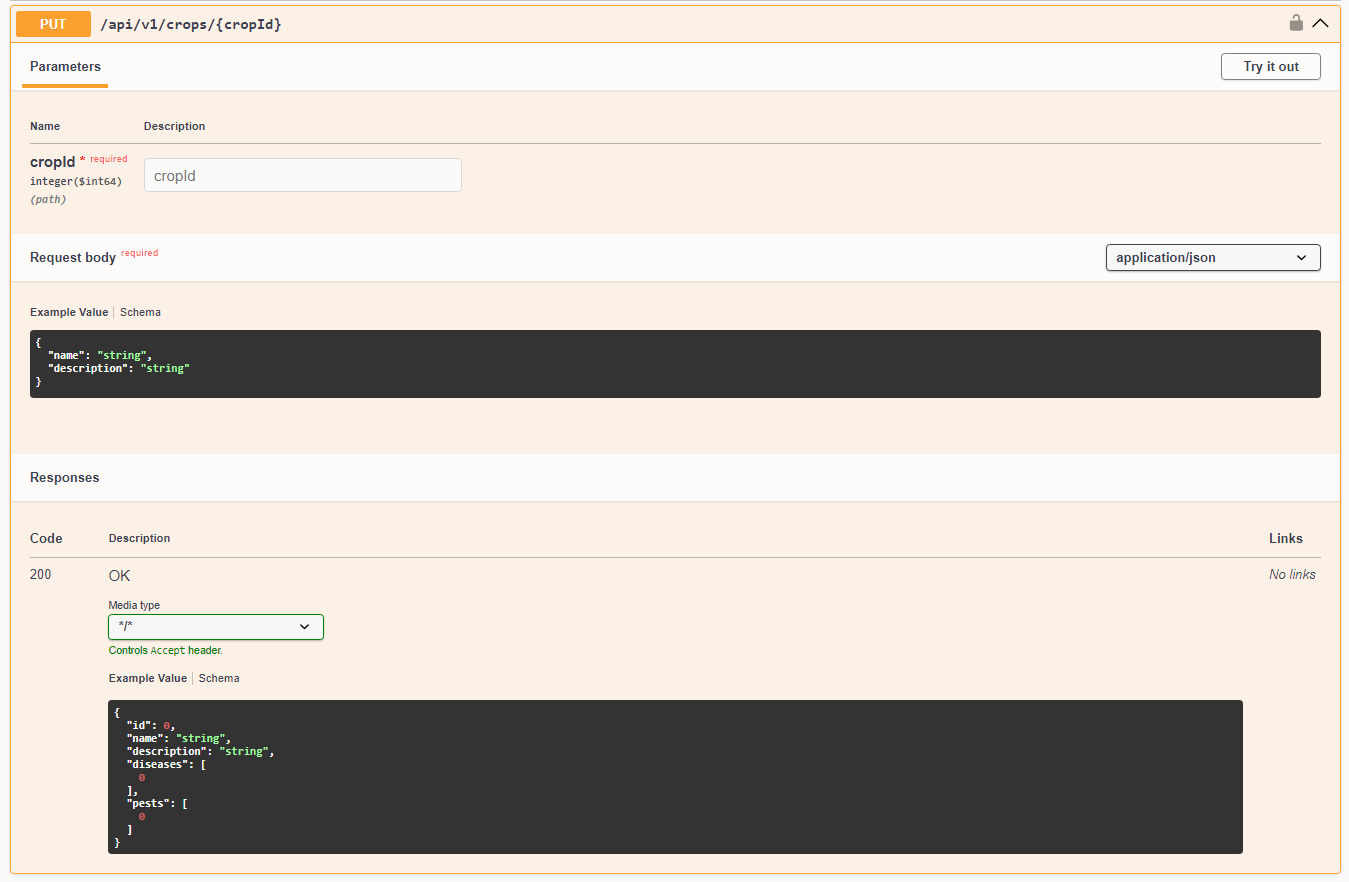 PUT /api/v1/crops/{cropId}
Parameters
Try it out
Name Description
cropId * required
integer($int64)
(path)
cropId
Request body required
application/json
Example Value Schema
{
"name": "string",
"description": "string"
}
Responses
Code Description Links
200 OK No links
Media type
*/*
Controls Accept header.
Example Value Schema
{
"id": 0,
"name": "string",
"description": "string",
"diseases": [
0
],
"pests": [
0
]
}